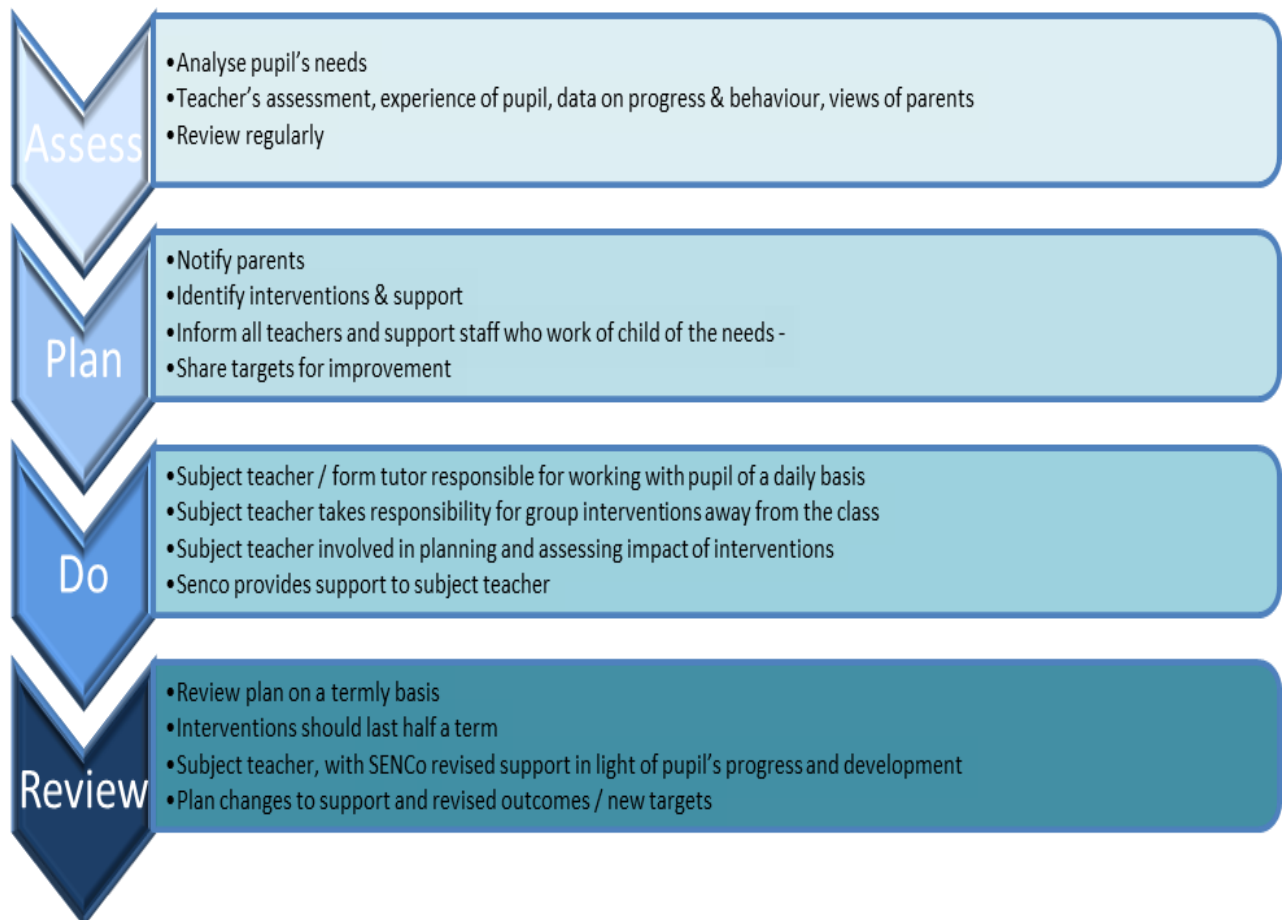 Assess
•Analyse pupil's needs
•Teacher's assessment, experience of pupil, data on progress & behaviour, views of parents
•Review regularly
Plan
•Notify parents
•Identify interventions & support
•Inform all teachers and support staff who work of child of the needs -
•Share targets for improvement
Do
•Subject teacher / form tutor responsible for working with pupil of a daily basis
•Subject teacher takes responsibility for group interventions away from the class
•Subject teacher involved in planning and assessing impact of interventions
•Senco provides support to subject teacher
Review
•Review plan on a termly basis
•Interventions should last half a term
•Subject teacher, with SENCo revised support in light of pupil's progress and development
•Plan changes to support and revised outcomes / new targets